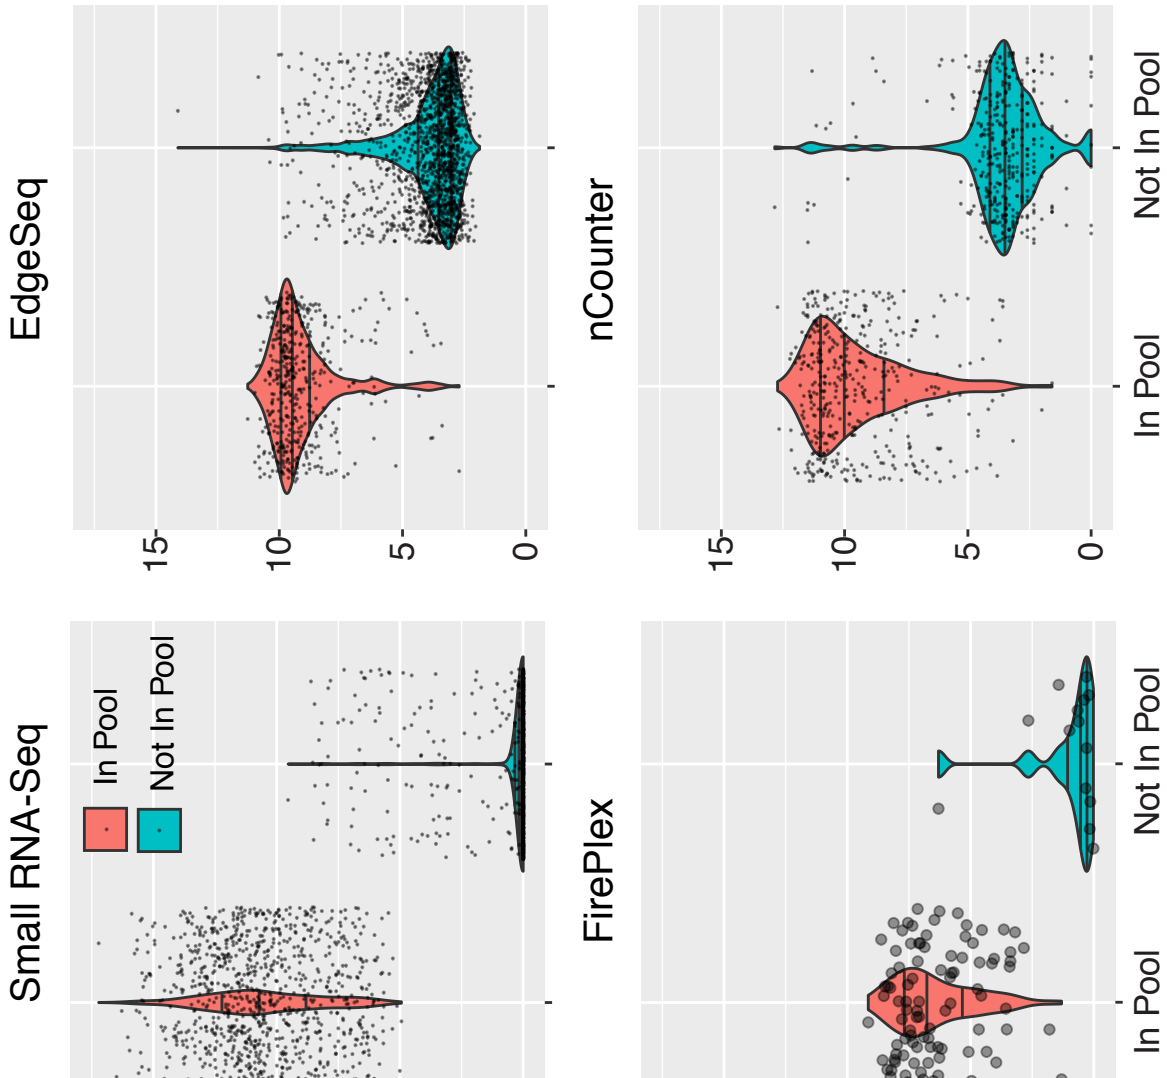 Small RNA-Seq
In Pool
Not In Pool
EdgeSeq
15
10
5
0
FirePlex
In Pool
Not In Pool
nCounter
15
10
5
0
In Pool
Not In Pool